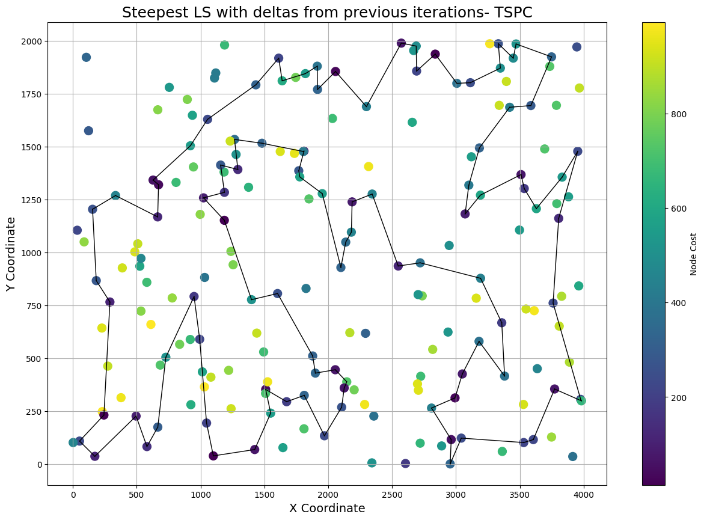 Steepest LS with deltas from previous iterations- TSPC
Y Coordinate
2000
1750
1500
1250
1000
750
500
250
0
0 500 1000 1500 2000 2500 3000 3500 4000
X Coordinate
800
600
400
200
Node Cost